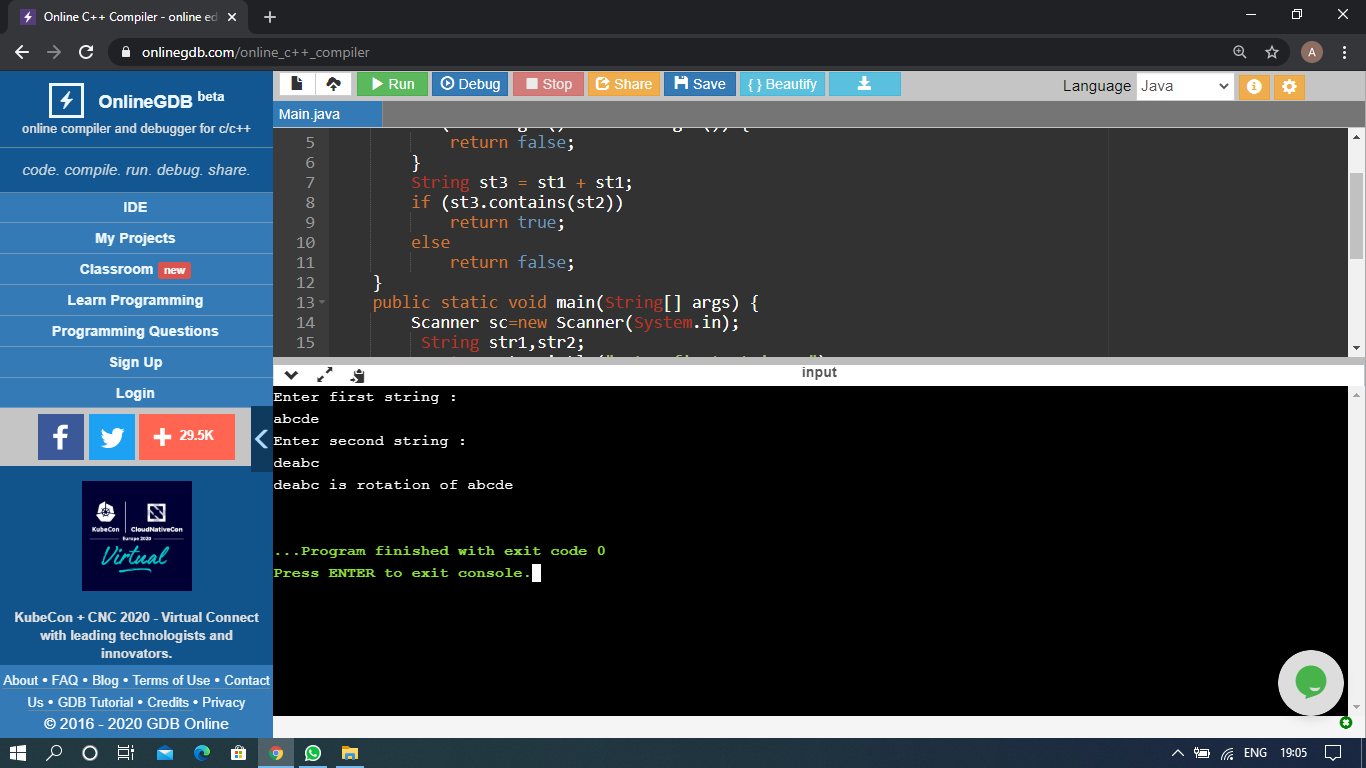 Online C++ Compiler - online ed
onlinegdb.com/online_c++_compiler
A
OnlineGDB beta
online compiler and debugger for c/c++
code. compile. run. debug. share.
IDE
My Projects
Classroom new
Learn Programming
Programming Questions
Sign Up
Login
29.5K
KubeCon
CloudNativeCon
Europe 2020
Virtual
KubeCon + CNC 2020 - Virtual Connect
with leading technologists and
innovators.
About • FAQ • Blog • Terms of Use • Contact
Us • GDB Tutorial • Credits • Privacy
© 2016 - 2020 GDB Online
Run Debug Stop Share Save { } Beautify
Language Java
Main.java
5 return false;
6 }
7 String st3 = st1 + st1;
8 if (st3.contains(st2))
9 return true;
10 else
11 return false;
12 }
13 public static void main(String[] args) {
14 Scanner sc=new Scanner(System.in);
15 String str1,str2;
input
Enter first string :
abcde
Enter second string :
deabc
deabc is rotation of abcde
...Program finished with exit code 0
Press ENTER to exit console.
ENG 19:05